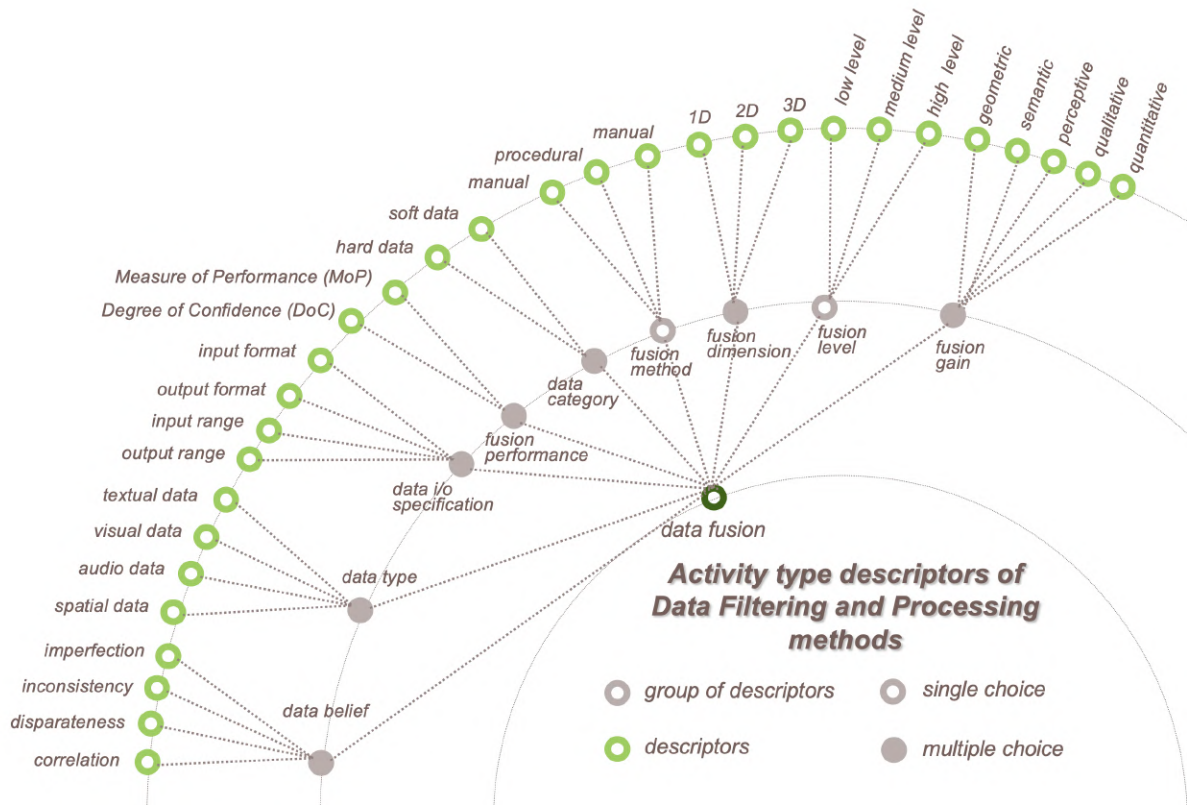 low level
medium level
high level
geometric
semantic
perceptive
qualitative
quantitative
1D
2D
3D
manual
procedural
manual
soft data
hard data
Measure of Performance (MoP)
Degree of Confidence (DoC)
input format
output format
input range
output range
textual data
visual data
audio data
spatial data
imperfection
inconsistency
disparateness
correlation
fusion
method
fusion
dimension
fusion
level
fusion
gain
data
category
fusion
performance
data i/o
specification
data type
data belief
data fusion
Activity type descriptors of
Data Filtering and Processing
methods
group of descriptors
single choice
descriptors
multiple choice